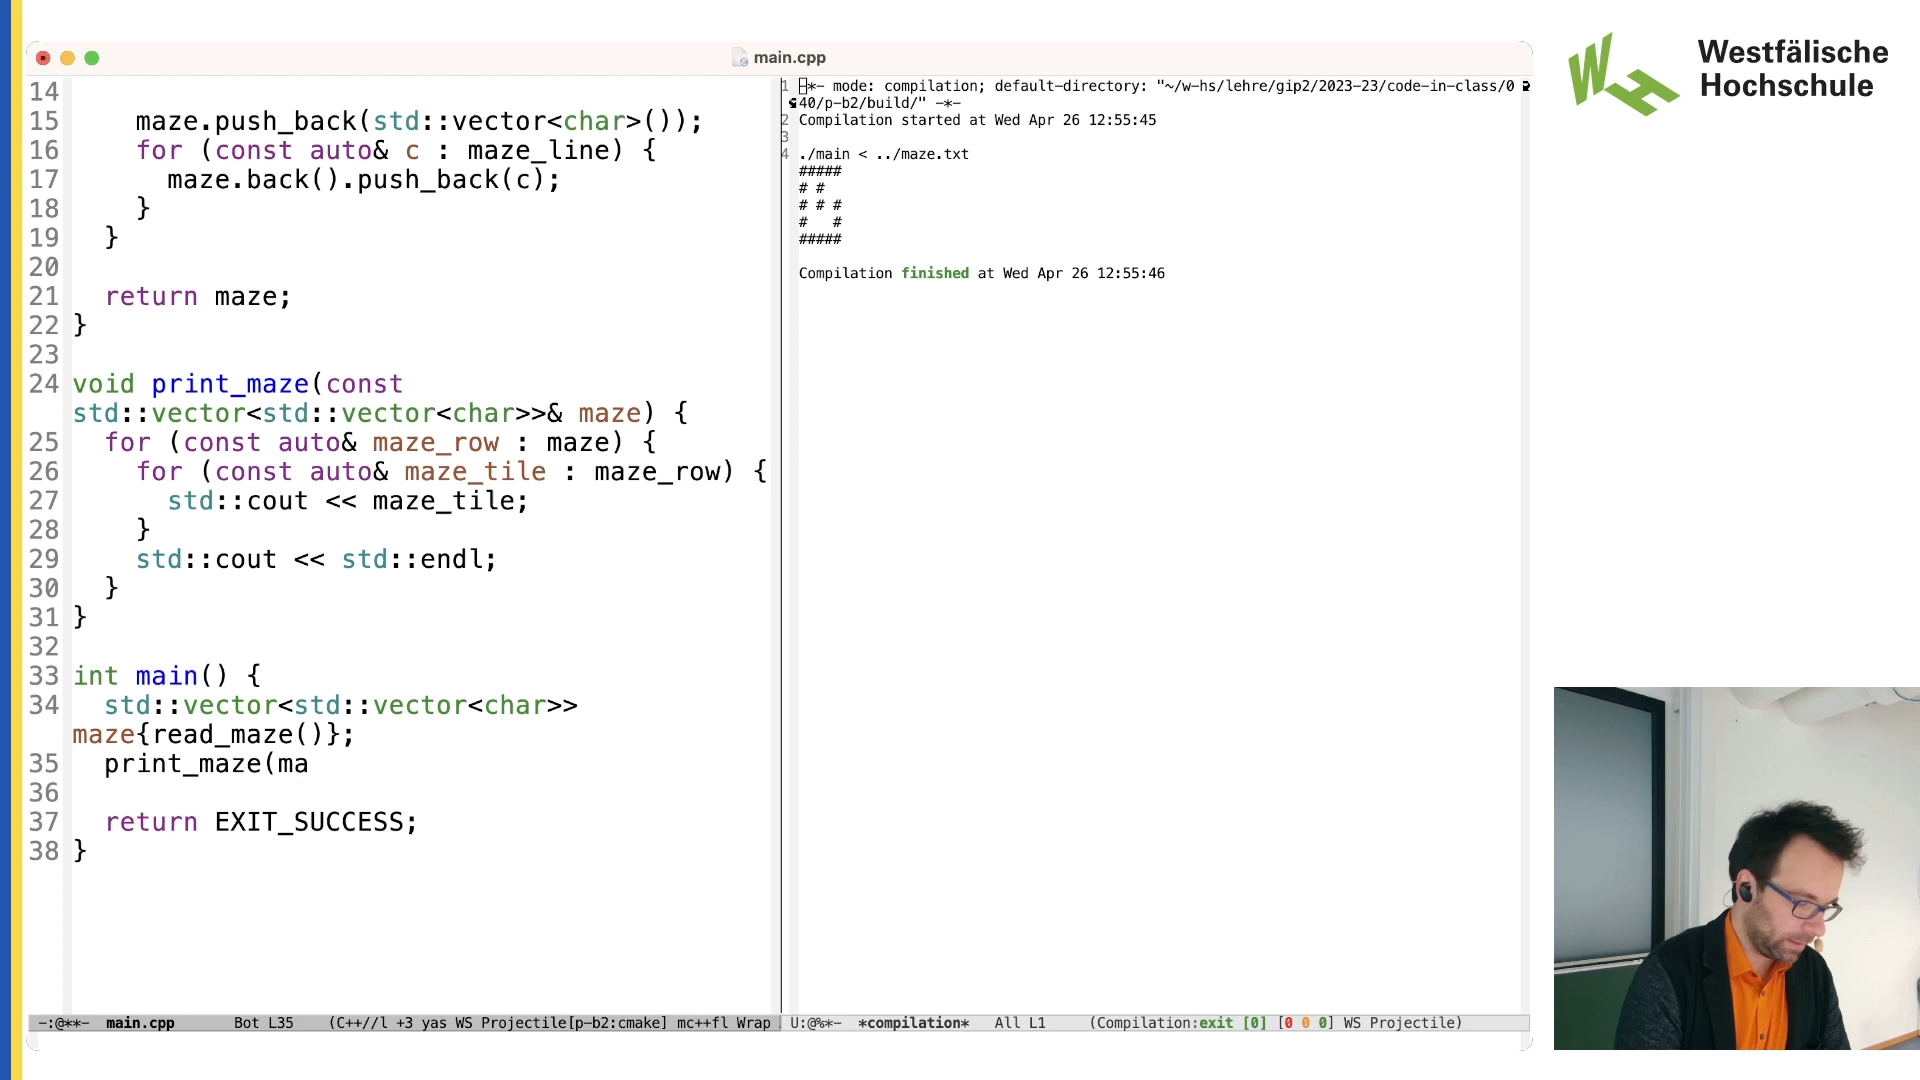 main.cpp
Westfälische
Hochschule
14
15     maze.push_back(std::vector<char>());
16     for (const auto& c : maze_line) {
17       maze.back().push_back(c);
18     }
19   }
20
21   return maze;
22 }
23
24 void print_maze(const
std::vector<std::vector<char>>& maze) {
25   for (const auto& maze_row : maze) {
26     for (const auto& maze_tile : maze_row) {
27       std::cout << maze_tile;
28     }
29     std::cout << std::endl;
30   }
31 }
32
33 int main() {
34   std::vector<std::vector<char>>
maze{read_maze()};
35   print_maze(ma
36
37   return EXIT_SUCCESS;
38 }
-:@**-  main.cpp       Bot L35    (C++//l +3 yas WS Projectile[p-b2:cmake] mc++fl Wrap
1 -*- mode: compilation; default-directory: "~/w-hs/lehre/gip2/2023-23/code-in-class/0
40/p-b2/build/" -*-
2 Compilation started at Wed Apr 26 12:55:45
3
4 ./main < ../maze.txt
#####
# #
# # #
#   #
#####
Compilation finished at Wed Apr 26 12:55:46
U:@%*-  *compilation*   All L1     (Compilation:exit [0] [0 0 0] WS Projectile)